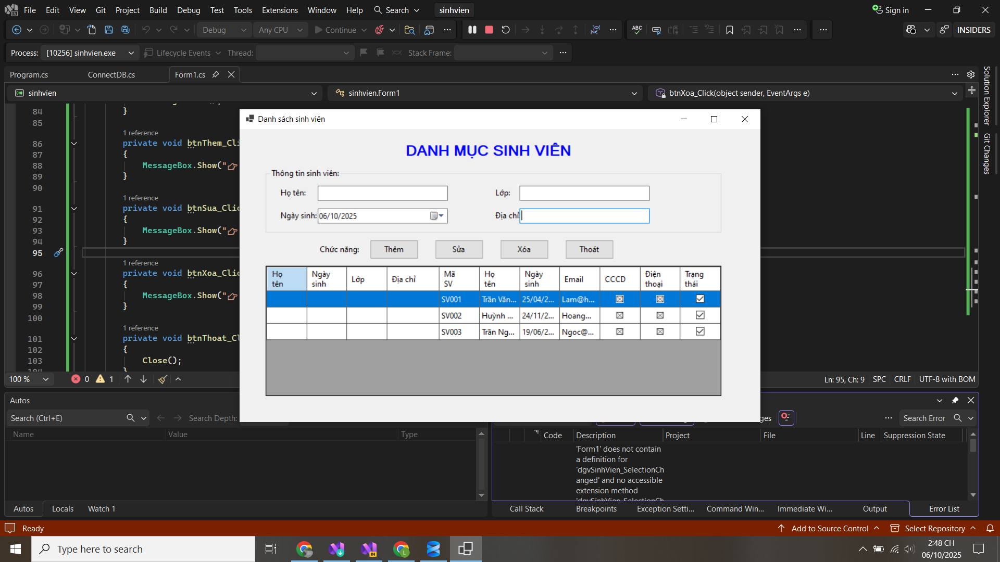 File Edit View Git Project Build Debug Test Tools Extensions Window Help Search sinhvien Sign in
Debug Any CPU Continue INSIDERS
Process: [10256] sinhvien.exe Lifecycle Events Thread: Stack Frame:
Program.cs ConnectDB.cs Form1.cs
sinhvien sinhvien.Form1 btnXoa_Click(object sender, EventArgs e)
84 }
85
1 reference
86 private void btnThem_Cli
87 {
88 MessageBox.Show("👉
89 }
90
1 reference
91 private void btnSua_Clic
92 {
93 MessageBox.Show("👉
94 }
95
1 reference
96 private void btnXoa_Clic
97 {
98 MessageBox.Show("👉
99 }
100
1 reference
101 private void btnThoat_Cl
102 {
103 Close();
Danh sách sinh viên
DANH MỤC SINH VIÊN
Thông tin sinh viên:
Họ tên: Lớp:
Ngày sinh: 06/10/2025 Địa chỉ
Chức năng: Thêm Sửa Xóa Thoát
Họ tên Ngày sinh Lớp Địa chỉ Mã SV Họ tên Ngày sinh Email CCCD Điện thoại Trạng thái
SV001 Trần Văn... 25/04/2... Lam@h...
SV002 Huỳnh ... 24/11/2... Hoang...
SV003 Trần Ng... 19/06/2... Ngoc@...
100 % 0 1 Ln: 95, Ch: 9 SPC CRLF UTF-8 with BOM
Autos
Search (Ctrl+E) Search Depth: ges Search Error
Name Value Type
Code Description Project File Line Suppression State
'Form1' does not contain
a definition for
'dgvSinhVien_SelectionCh
anged' and no accessible
extension method
'dgvSinhVien_SelectionCh
Autos Locals Watch 1
Call Stack Breakpoints Exception Setti... Command Win... Immediate Wi... Output Error List
Ready Add to Source Control Select Repository
Type here to search
2:48 CH
06/10/2025
Solution Explorer
Git Changes